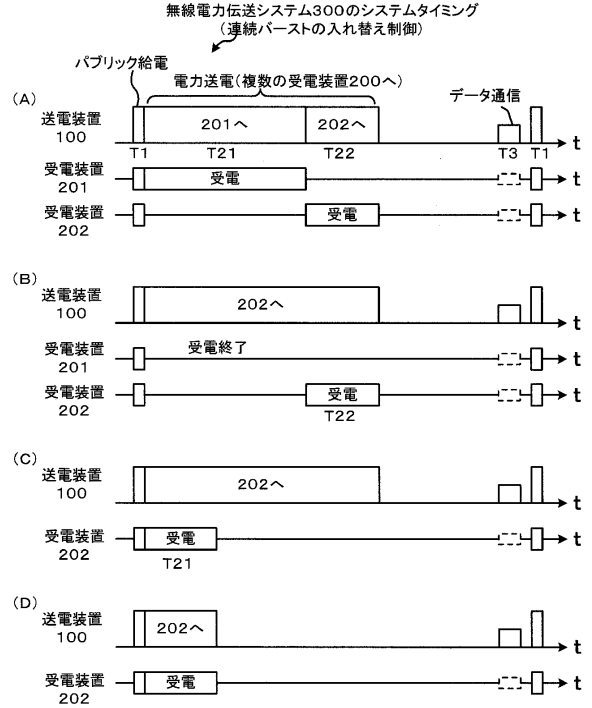 無線電力伝送システム300のシステムタイミング
(連続バーストの入れ替え制御)
パブリック給電
電力送電(複数の受電装置200へ)
(A)
データ通信
送電装置
100
201へ
202へ
t
T1
T21
T22
T3
T1
受電装置
201
受電
t
受電装置
202
受電
t
(B)
送電装置
100
202へ
t
受電装置
201
受電終了
t
受電装置
202
受電
t
T22
(C)
送電装置
100
202へ
t
受電装置
202
受電
t
T21
(D)
送電装置
100
202へ
t
受電装置
202
受電
t